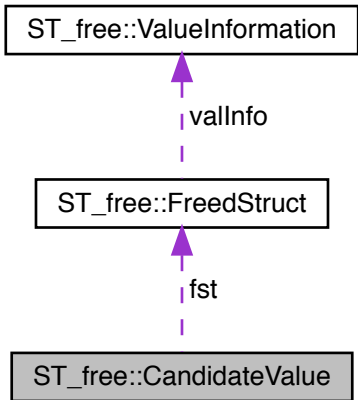 ST_free::ValueInformation
valInfo
ST_free::FreedStruct
fst
ST_free::CandidateValue